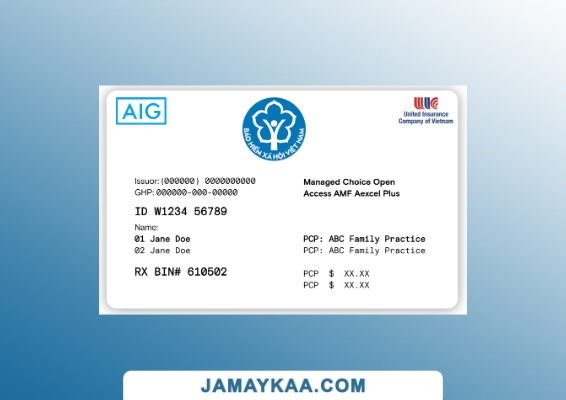 AIG
BẢO HIỂM XÃ HỘI VIỆT NAM
UIC
United Insurance
Company of Vietnam
Issuor: (000000) 0000000000
GHP: 000000-000-00000
ID W1234 56789
Name:
01 Jane Doe
02 Jane Doe
RX BIN# 610502
Managed Choice Open
Access AMF Aexcel Plus
PCP: ABC Family Practice
PCP: ABC Family Practice
PCP $ XX.XX
PCP $ XX.XX
JAMAYKAA.COM